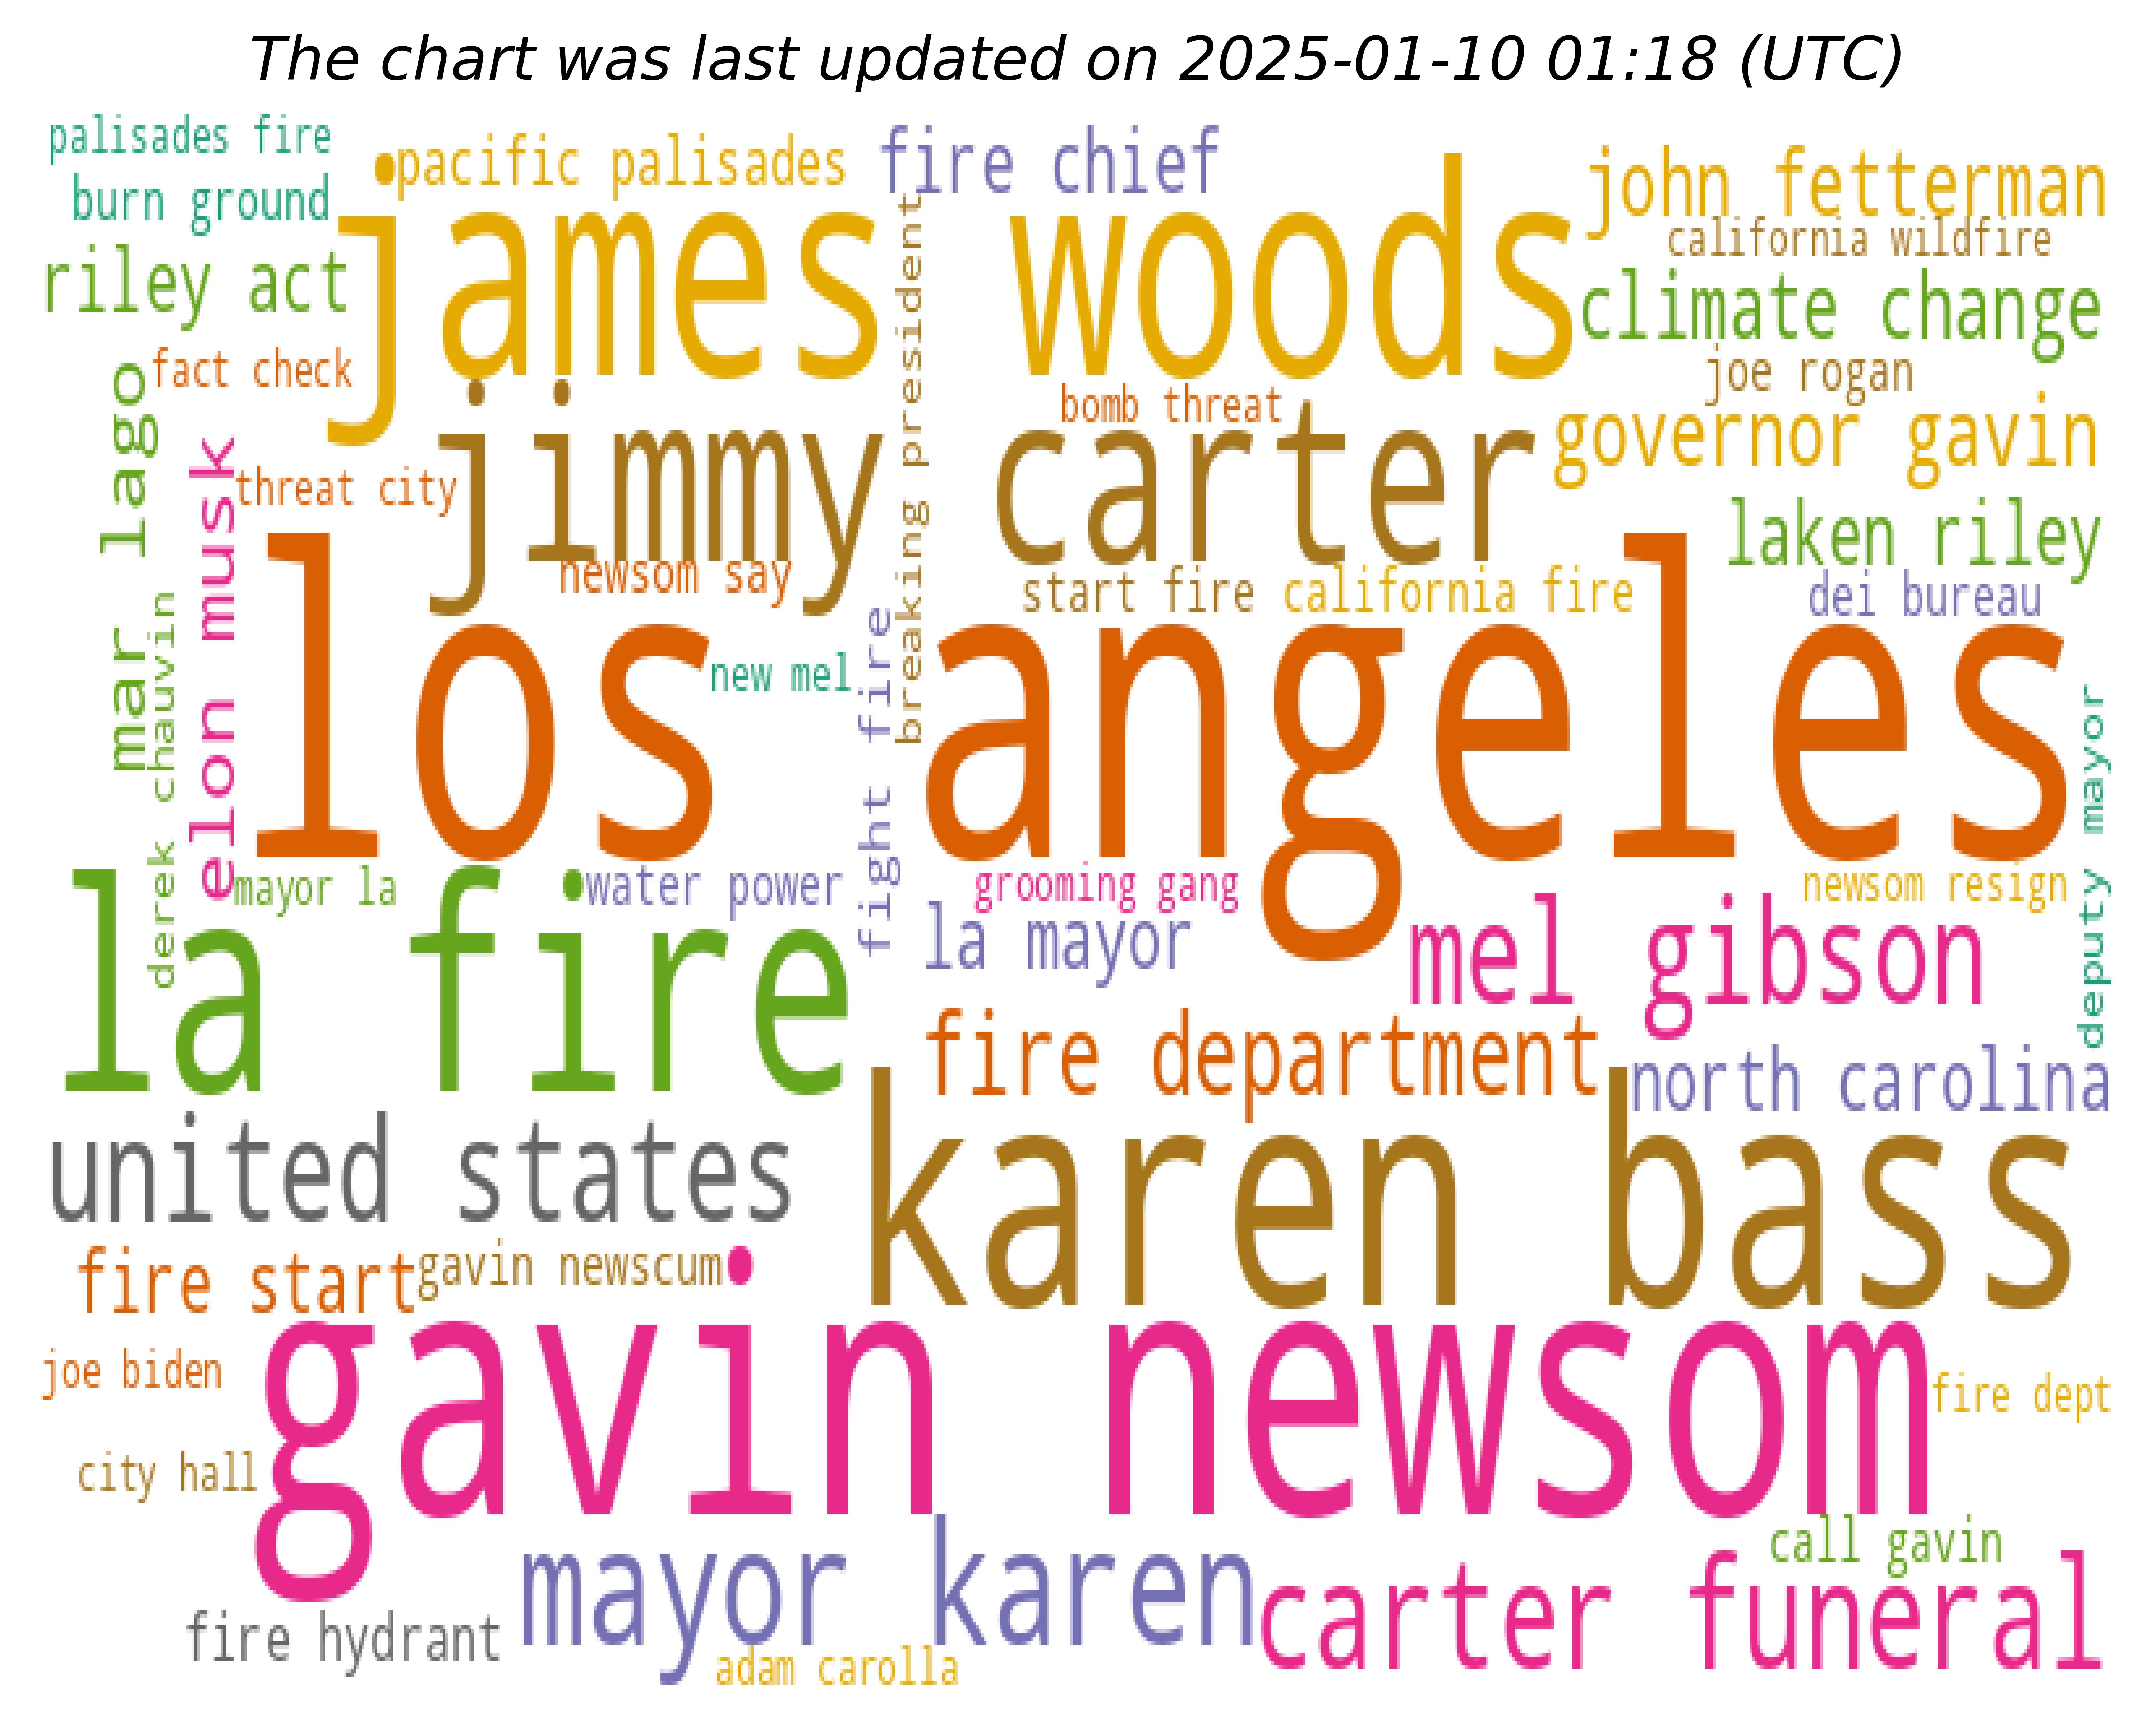 The chart was last updated on 2025-01-10 01:18 (UTC)
palisades fire
pacific palisades
fire chief
john fetterman
burn ground
california wildfire
riley act
james woods
climate change
fact check
joe rogan
bomb threat
governor gavin
mar lago
elon musk
threat city
jimmy carter
breaking president
laken riley
newsom say
start fire
california fire
dei bureau
derek chauvin
los angeles
new mel
fight fire
deputy mayor
mayor la
water power
grooming gang
newsom resign
la fire
la mayor
mel gibson
fire department
north carolina
united states
karen bass
fire start
gavin newscum
joe biden
gavin newsom
fire dept
city hall
call gavin
mayor karen
carter funeral
fire hydrant
adam carolla